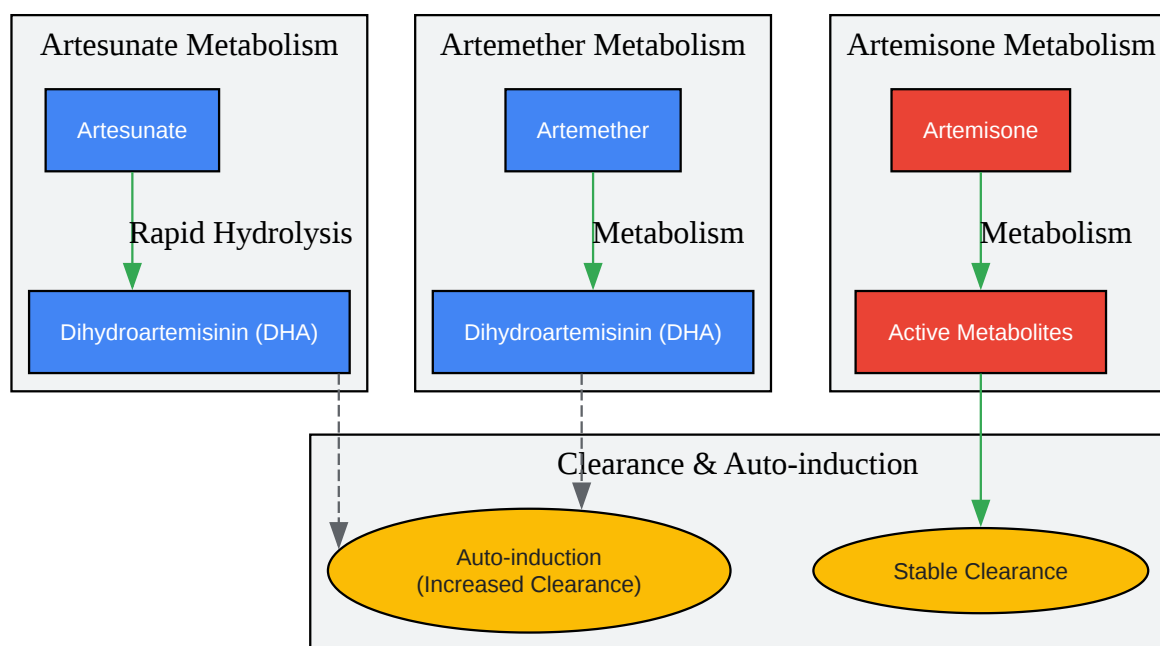 Artesunate Metabolism
Artemether Metabolism
Artemisone Metabolism
Artesunate
Artemether
Artemisone
Rapid Hydrolysis
Metabolism
Metabolism
Dihydroartemisinin (DHA)
Dihydroartemisinin (DHA)
Active Metabolites
Clearance & Auto-induction
Auto-induction
(Increased Clearance)
Stable Clearance